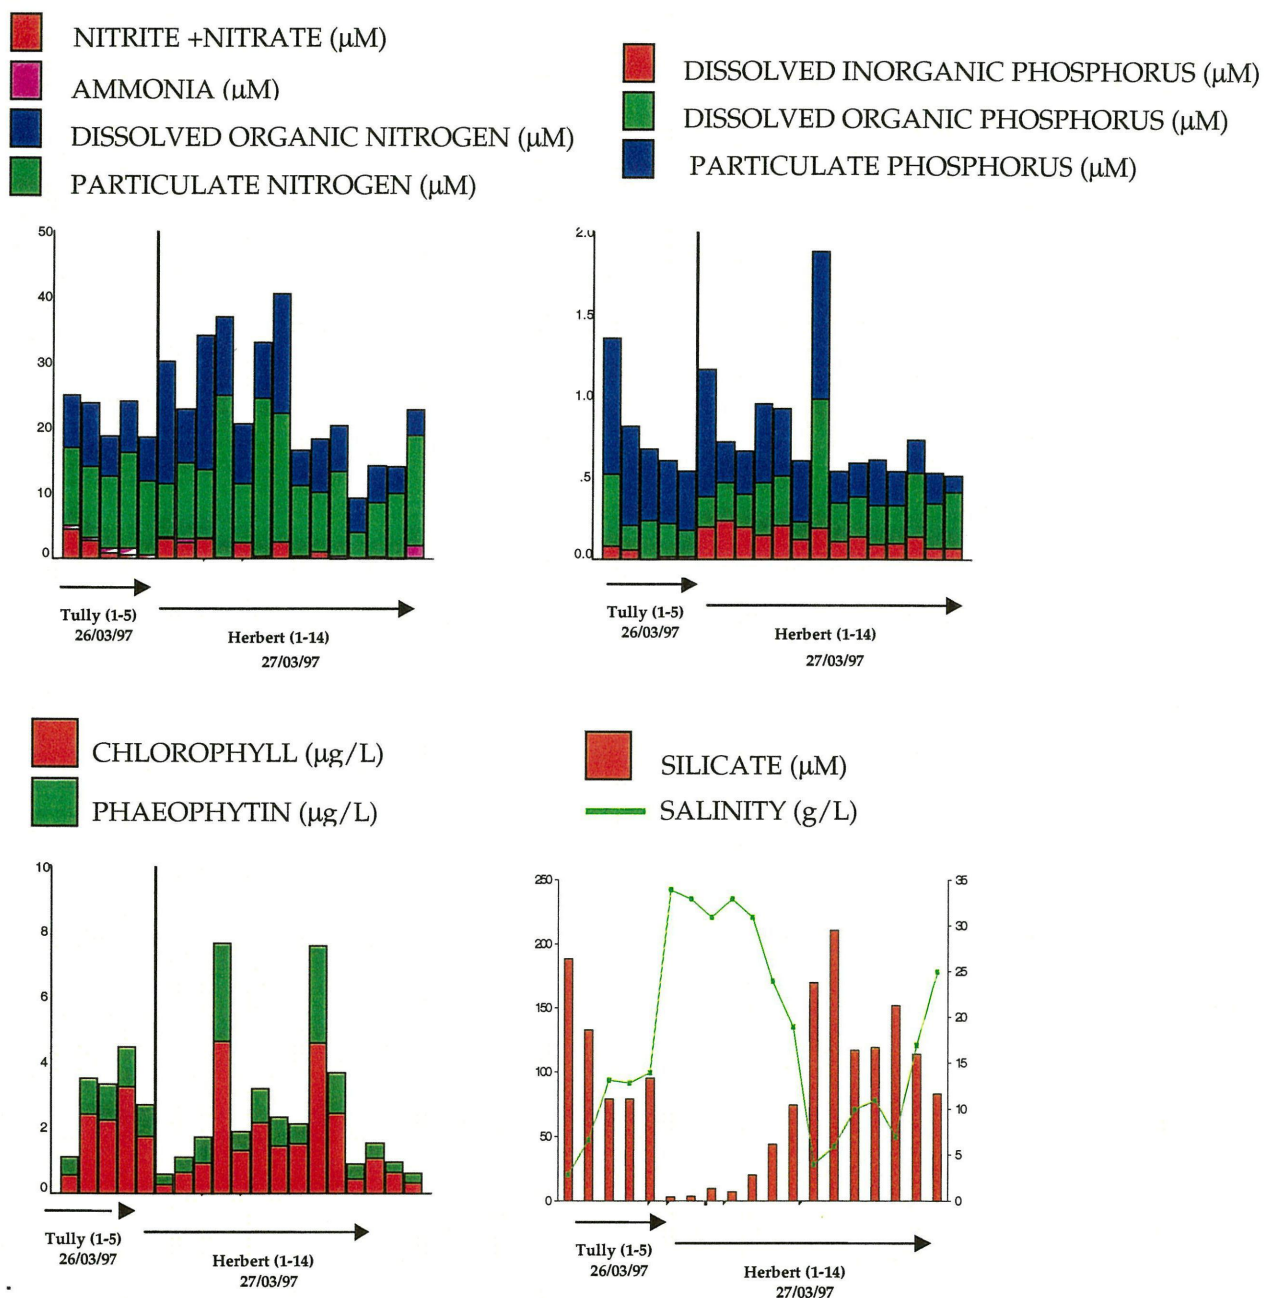 NITRITE +NITRATE (µM)
AMMONIA (µM)
DISSOLVED ORGANIC NITROGEN (µM)
PARTICULATE NITROGEN (µM)
DISSOLVED INORGANIC PHOSPHORUS (µM)
DISSOLVED ORGANIC PHOSPHORUS (µM)
PARTICULATE PHOSPHORUS (µM)
50
40
30
20
10
0
Tully (1-5)
26/03/97
Herbert (1-14)
27/03/97
2.0
1.5
1.0
.5
0.0
Tully (1-5)
26/03/97
Herbert (1-14)
27/03/97
CHLOROPHYLL (µg/L)
PHAEOPHYTIN (µg/L)
SILICATE (µM)
SALINITY (g/L)
10
8
6
4
2
0
Tully (1-5)
26/03/97
Herbert (1-14)
27/03/97
250
200
150
100
50
0
35
30
25
20
15
10
5
0
Tully (1-5)
26/03/97
Herbert (1-14)
27/03/97